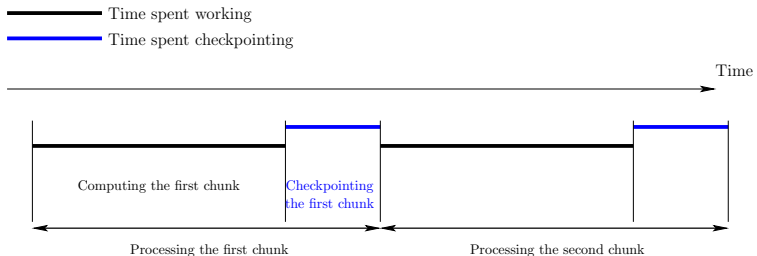 Time spent working
Time spent checkpointing
Time
Computing the first chunk
Checkpointing
the first chunk
Processing the first chunk
Processing the second chunk